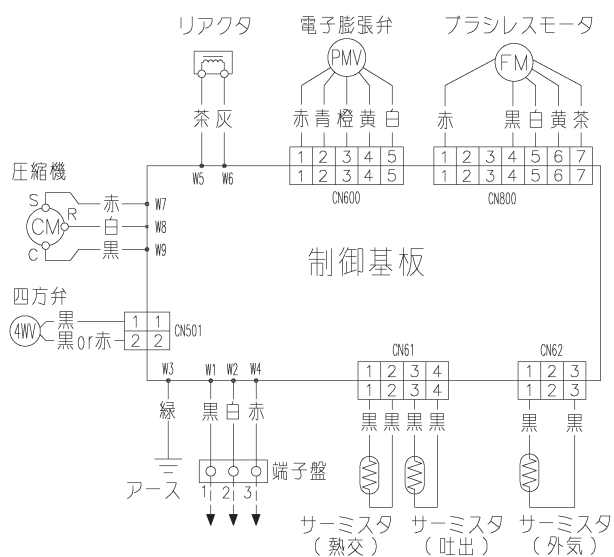 リアクタ
電子膨張弁
ブラシレスモータ
PMV
FM
茶 灰
赤 青 橙 黄 白
赤 黒 白 黄 茶
W5 W6
1 2 3 4 5
1 2 3 4 5
CN600
1 2 3 4 5 6 7
1 2 3 4 5 6 7
CN800
圧縮機
S
R
C
CM
赤 W7
白 W8
黒 W9
制御基板
四方弁
4WV
黒
黒or赤
1 1
2 2
CN501
W3 W1 W2 W4
緑 黒 白 赤
アース
端子盤
1 2 3
CN61
1 2 3 4
1 2 3 4
黒 黒 黒 黒
サーミスタ
(熱交)
サーミスタ
(吐出)
CN62
1 2 3
1 2 3
黒 黒
サーミスタ
(外気)